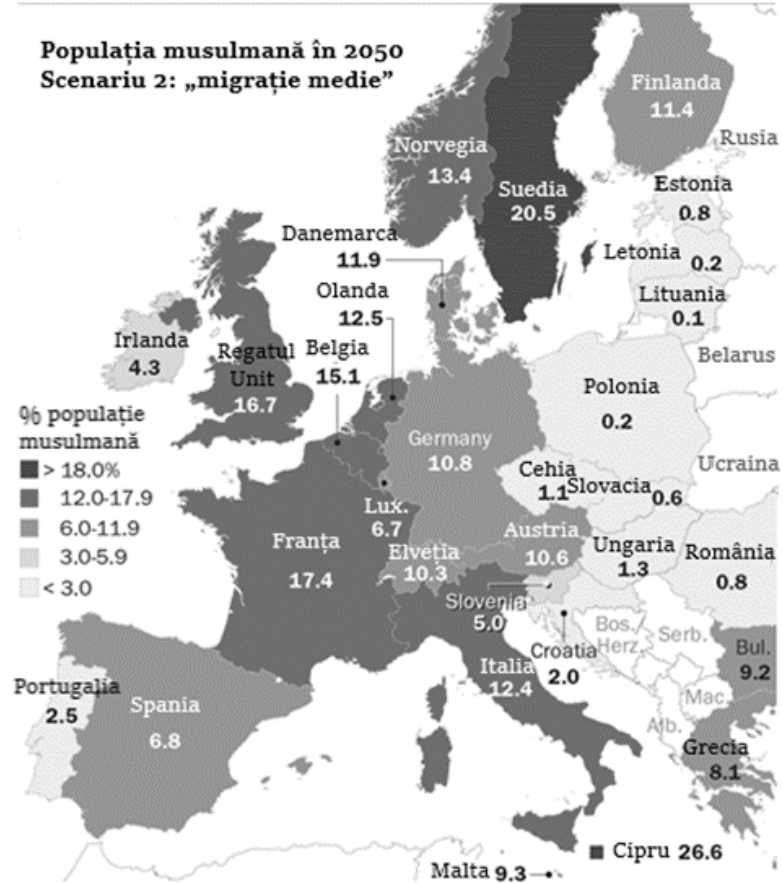 Populația musulmană în 2050
Scenariu 2: „migrație medie”
Finlanda
11.4
Rusia
Norvegia
13.4
Suedia
20.5
Estonia
0.8
Danemarca
11.9
Letonia
0.2
Olanda
12.5
Lituania
0.1
Irlanda
4.3
Regatul
Unit
16.7
Belgia
15.1
Belarus
Polonia
0.2
% populație
musulmană
> 18.0%
12.0-17.9
6.0-11.9
3.0-5.9
< 3.0
Germany
10.8
Ucraina
Cehia
1.1
Slovacia
0.6
Lux.
6.7
Franța
17.4
Austria
10.6
Elveția
10.3
Ungaria
1.3
România
0.8
Slovenia
5.0
Croatia
2.0
Bos./
Herz.
Serb.
Bul.
9.2
Italia
12.4
Mac.
Alb.
Portugalia
2.5
Spania
6.8
Grecia
8.1
Cipru 26.6
Malta 9.3